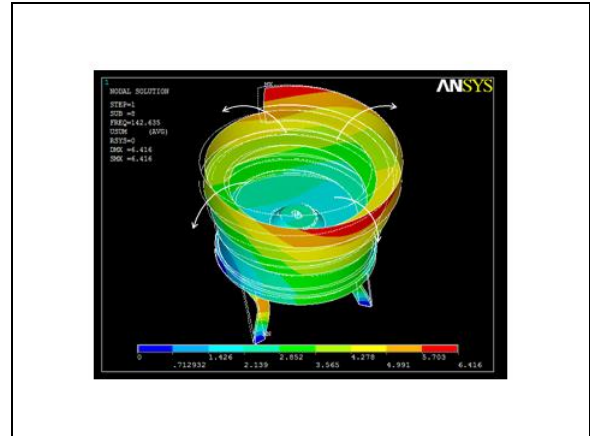 1
NODAL SOLUTION
ANSYS
STEP=1
SUB =8
FREQ=142.635
USUM (AVG)
RSYS=0
DMX =6.416
SMX =6.416
MX
MN
0 1.426 2.852 4.278 5.703
.712932 2.139 3.565 4.991 6.416